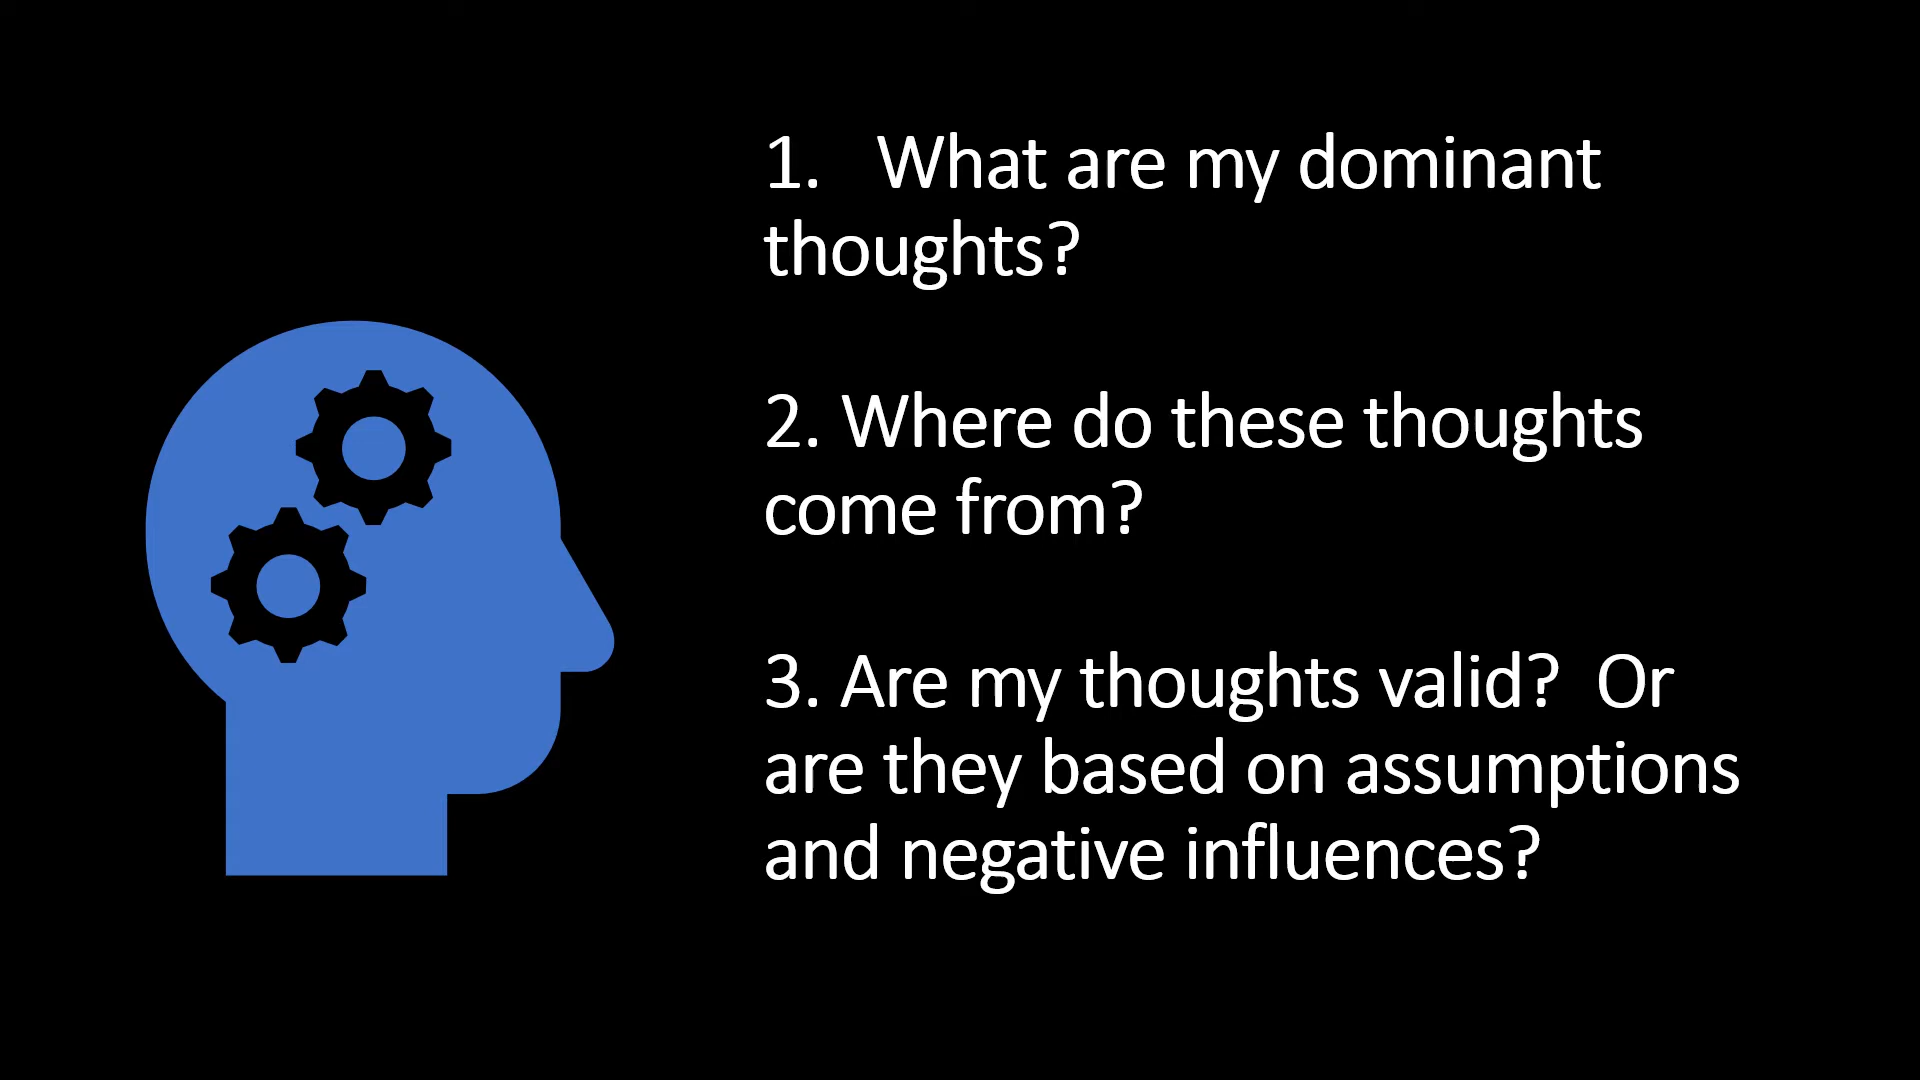 1. What are my dominant
thoughts?
2. Where do these thoughts
come from?
3. Are my thoughts valid? Or
are they based on assumptions
and negative influences?